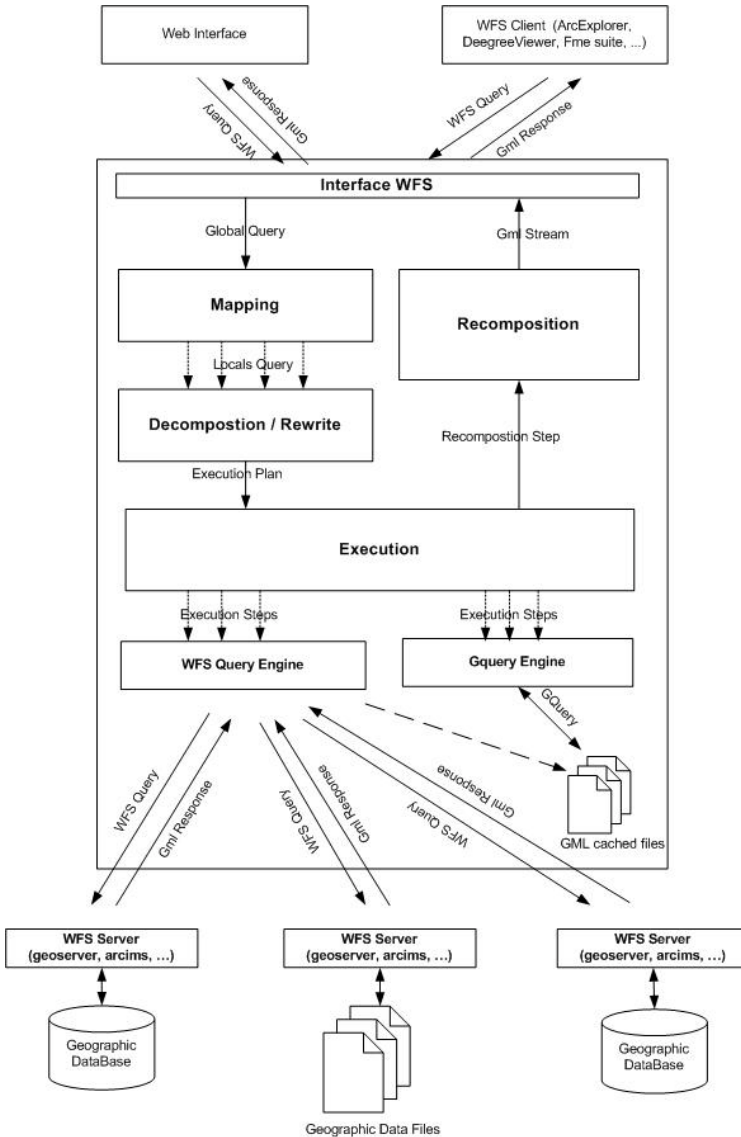 Web Interface
WFS Client (ArcExplorer,
DeegreeViewer, Fme suite, ...)
WFS Query
Gml Response
WFS Query
Gml Response
Interface WFS
Global Query
Gml Stream
Mapping
Recomposition
Locals Query
Decompostion / Rewrite
Recompostion Step
Execution Plan
Execution
Execution Steps
Execution Steps
WFS Query Engine
Gquery Engine
GQuery
WFS Query
Gml Response
WFS Query
Gml Response
WFS Query
Gml Response
GML cached files
WFS Server
(geoserver, arcims, ...)
WFS Server
(geoserver, arcims, ...)
WFS Server
(geoserver, arcims, ...)
Geographic
DataBase
Geographic Data Files
Geographic
DataBase